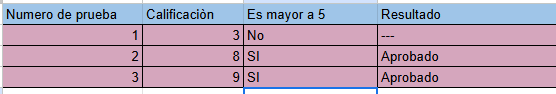 Numero de prueba Calificaciòn Es mayor a 5 Resultado
1 3 No ---
2 8 SI Aprobado
3 9 SI Aprobado